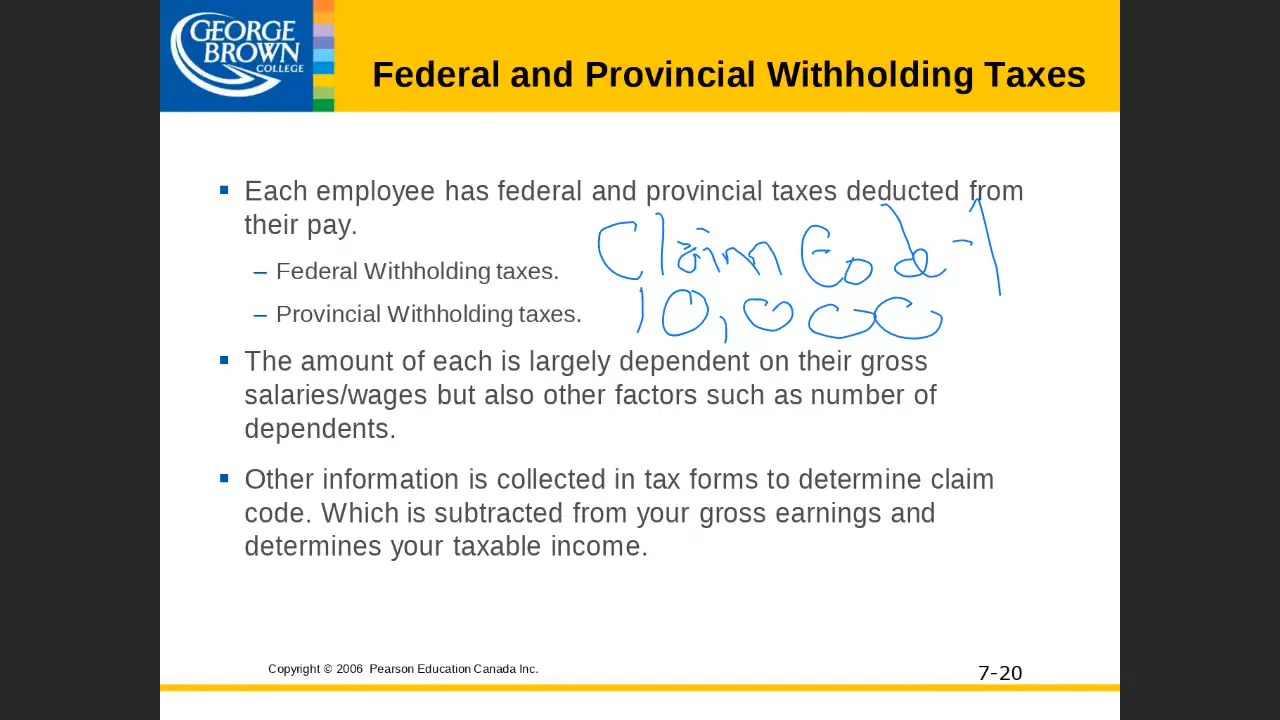 GEORGE
BROWN
COLLEGE
Federal and Provincial Withholding Taxes
▪ Each employee has federal and provincial taxes deducted from
their pay.
Claim Code - 1
– Federal Withholding taxes.
10,000
– Provincial Withholding taxes.
▪ The amount of each is largely dependent on their gross
salaries/wages but also other factors such as number of
dependents.
▪ Other information is collected in tax forms to determine claim
code. Which is subtracted from your gross earnings and
determines your taxable income.
Copyright © 2006 Pearson Education Canada Inc.
7-20